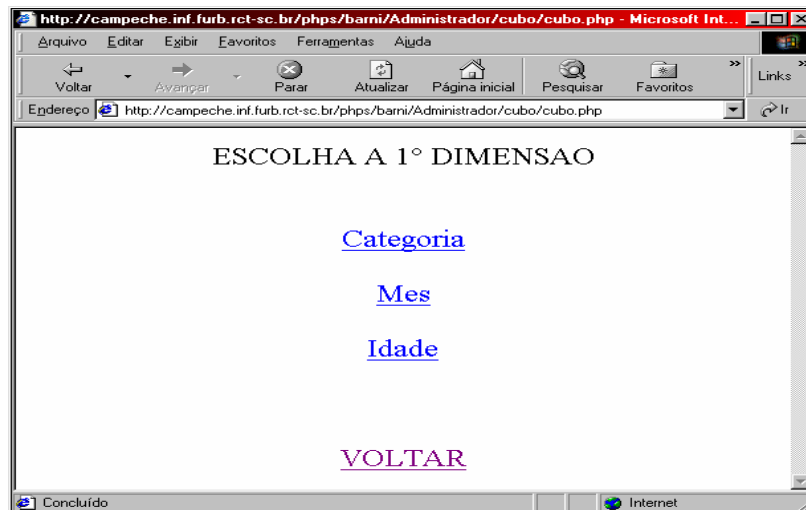 http://campeche.inf.furb.rct-sc.br/phps/barni/Administrador/cubo/cubo.php - Microsoft Int...
Arquivo Editar Exibir Favoritos Ferramentas Ajuda
Voltar Avançar Parar Atualizar Página inicial Pesquisar Favoritos » Links »
Endereço http://campeche.inf.furb.rct-sc.br/phps/barni/Administrador/cubo/cubo.php Ir
ESCOLHA A 1° DIMENSAO
Categoria
Mes
Idade
VOLTAR
Concluído Internet